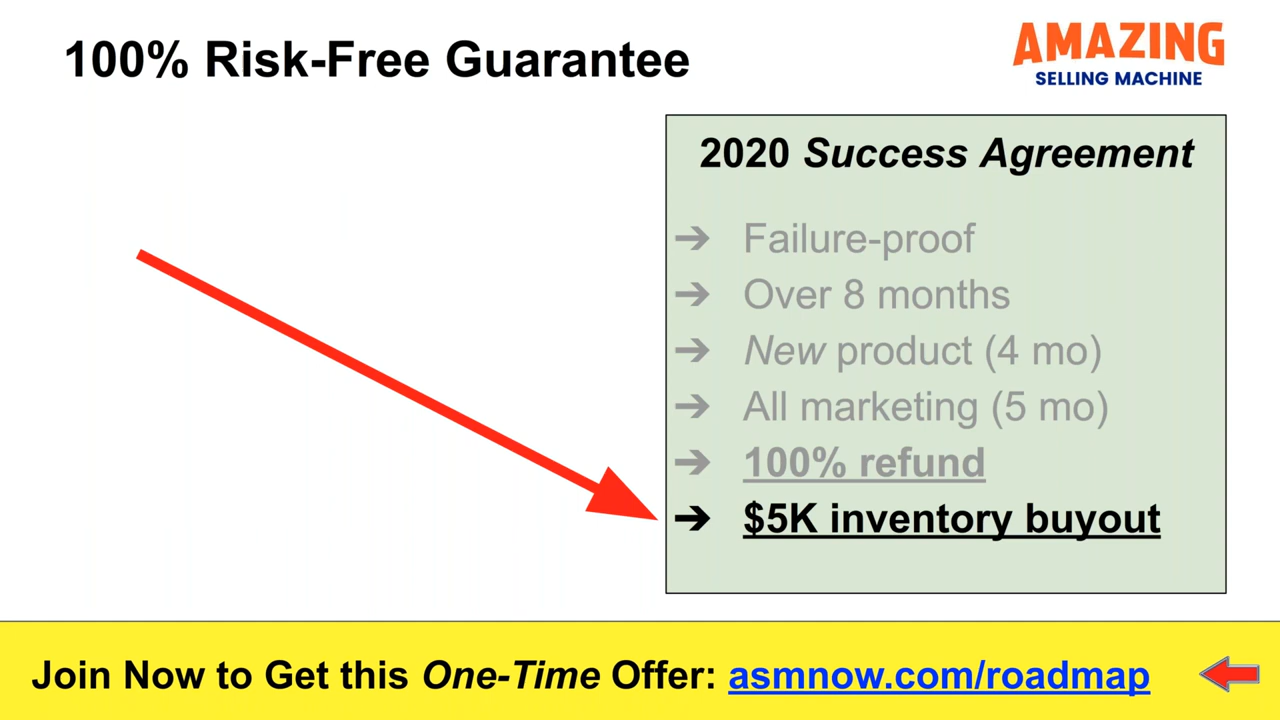 100% Risk-Free Guarantee
AMAZING
SELLING MACHINE
2020 Success Agreement
➔ Failure-proof
➔ Over 8 months
➔ New product (4 mo)
➔ All marketing (5 mo)
➔ 100% refund
➔ $5K inventory buyout
Join Now to Get this One-Time Offer: asmnow.com/roadmap